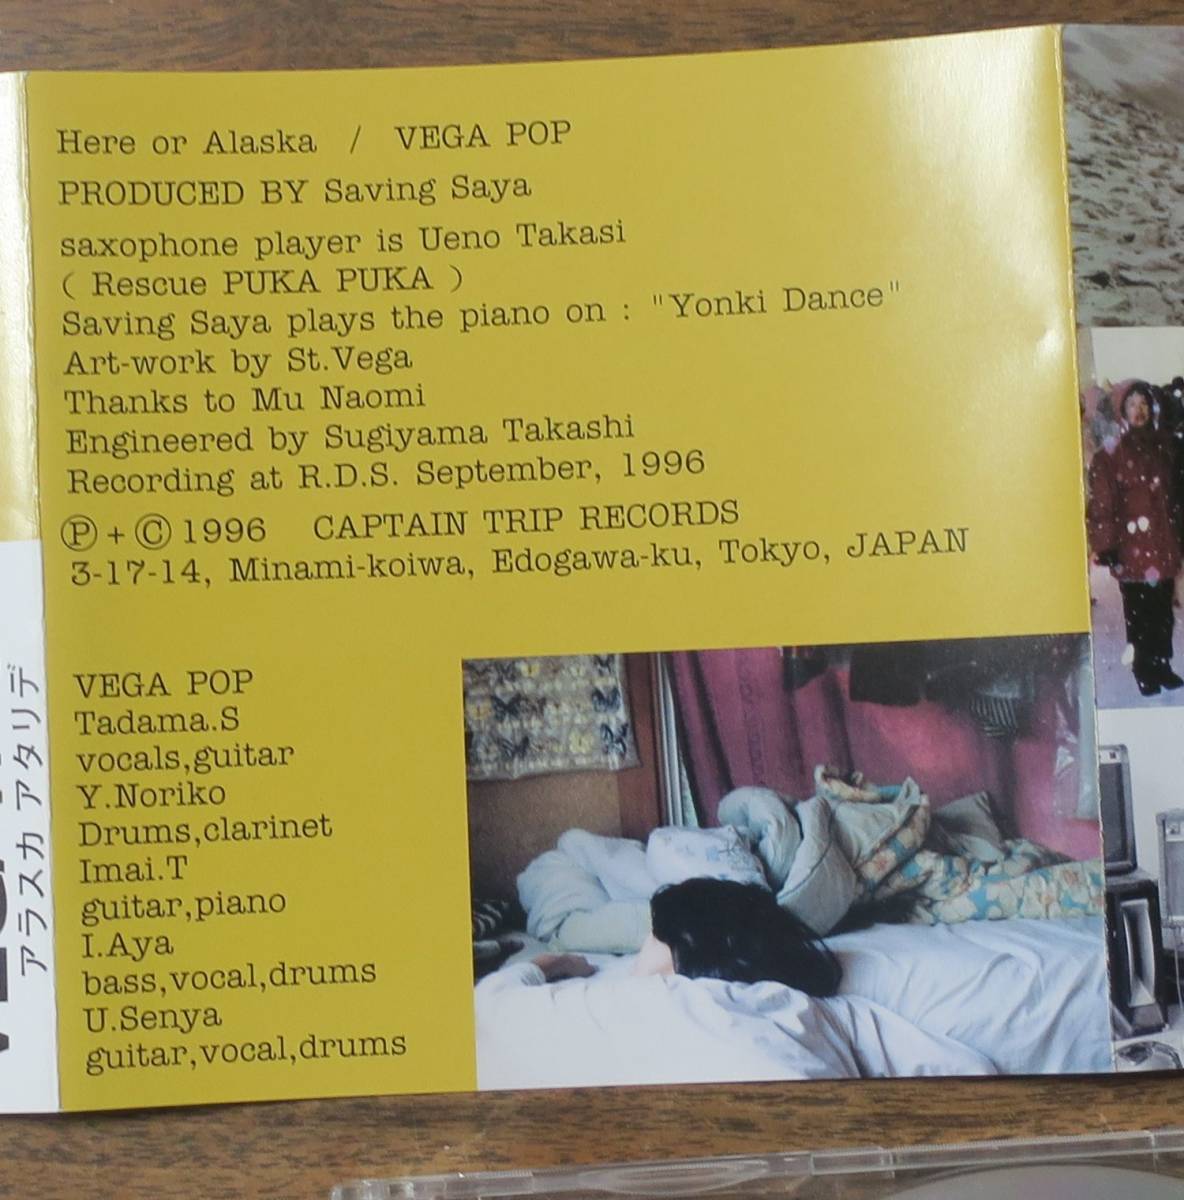 Here or Alaska / VEGA POP
PRODUCED BY Saving Saya
saxophone player is Ueno Takasi
( Rescue PUKA PUKA )
Saving Saya plays the piano on : "Yonki Dance"
Art-work by St.Vega
Thanks to Mu Naomi
Engineered by Sugiyama Takashi
Recording at R.D.S. September, 1996
Ⓟ + Ⓒ 1996 CAPTAIN TRIP RECORDS
3-17-14, Minami-koiwa, Edogawa-ku, Tokyo, JAPAN
VEGA POP
Tadama.S
vocals,guitar
Y.Noriko
Drums,clarinet
Imai.T
guitar,piano
I.Aya
bass,vocal,drums
U.Senya
guitar,vocal,drums
アラスカ アタリデ